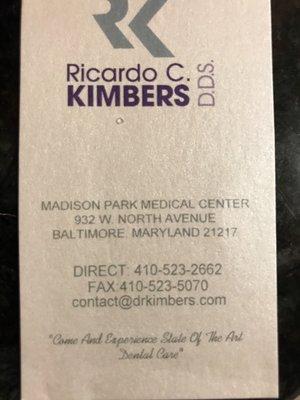 RK
Ricardo C.
KIMBERS D.D.S.
MADISON PARK MEDICAL CENTER
932 W. NORTH AVENUE
BALTIMORE, MARYLAND 21217
DIRECT: 410-523-2662
FAX:410-523-5070
contact@drkimbers.com
"Come And Experience State Of The Art
Dental Care"